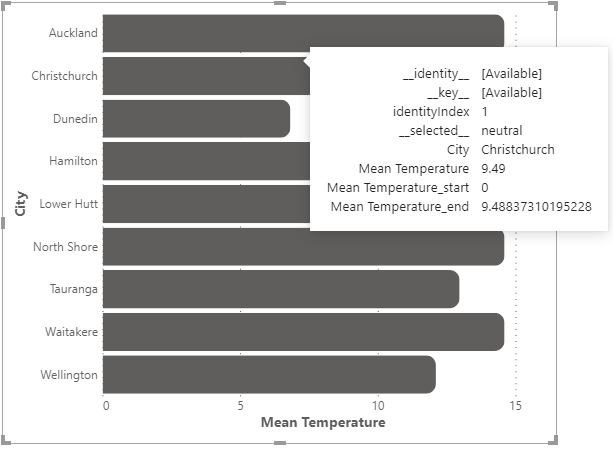 Auckland
Christchurch
Dunedin
Hamilton
Lower Hutt
North Shore
Tauranga
Waitakere
Wellington
City
0 5 10 15
Mean Temperature
__identity__ [Available]
__key__ [Available]
identityIndex 1
__selected__ neutral
City Christchurch
Mean Temperature 9.49
Mean Temperature_start 0
Mean Temperature_end 9.48837310195228